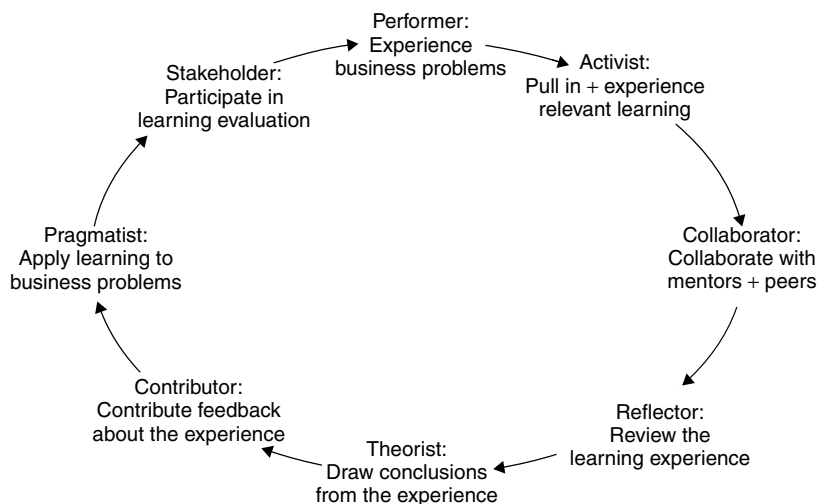 Performer:
Experience
business problems
Activist:
Pull in + experience
relevant learning
Collaborator:
Collaborate with
mentors + peers
Reflector:
Review the
learning experience
Theorist:
Draw conclusions
from the experience
Contributor:
Contribute feedback
about the experience
Pragmatist:
Apply learning to
business problems
Stakeholder:
Participate in
learning evaluation